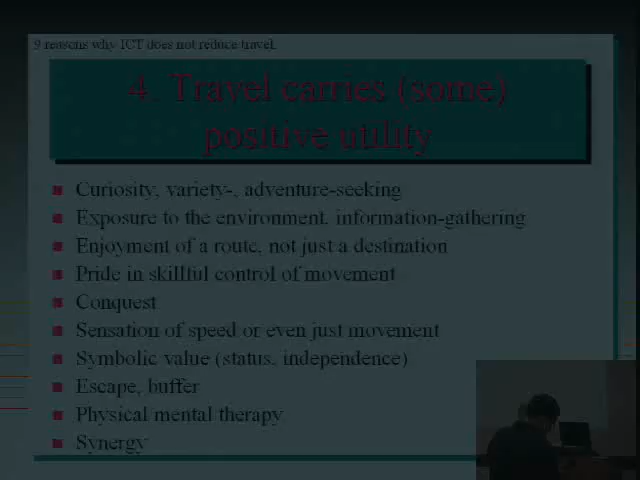 9 reasons why ICT does not reduce travel.
4. Travel carries (some)
positive utility
Curiosity, variety-, adventure-seeking
Exposure to the environment, information-gathering
Enjoyment of a route, not just a destination
Pride in skillful control of movement
Conquest
Sensation of speed or even just movement
Symbolic value (status, independence)
Escape, buffer
Physical mental therapy
Synergy